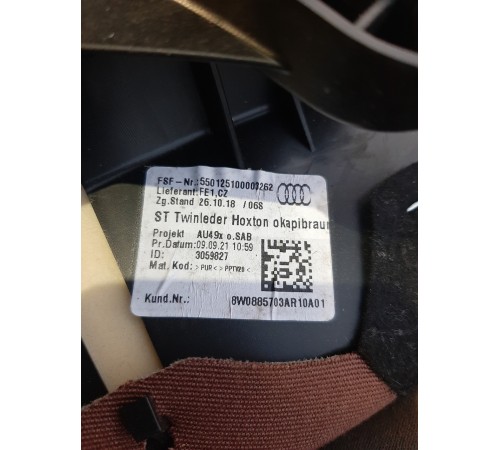 FSF-Nr.:550125100003262
Lieferant:FE1,CZ
Zg.Stand 26.10.18 /06S
ST Twinleder Hoxton okapibraun
Projekt AU49x o.SAB
Pr.Datum:09.09.21 10:59
ID: 3059827
Mat. Kod: >PUR< >PPTV20<
Kund.Nr.: 8W0885703AR10A01